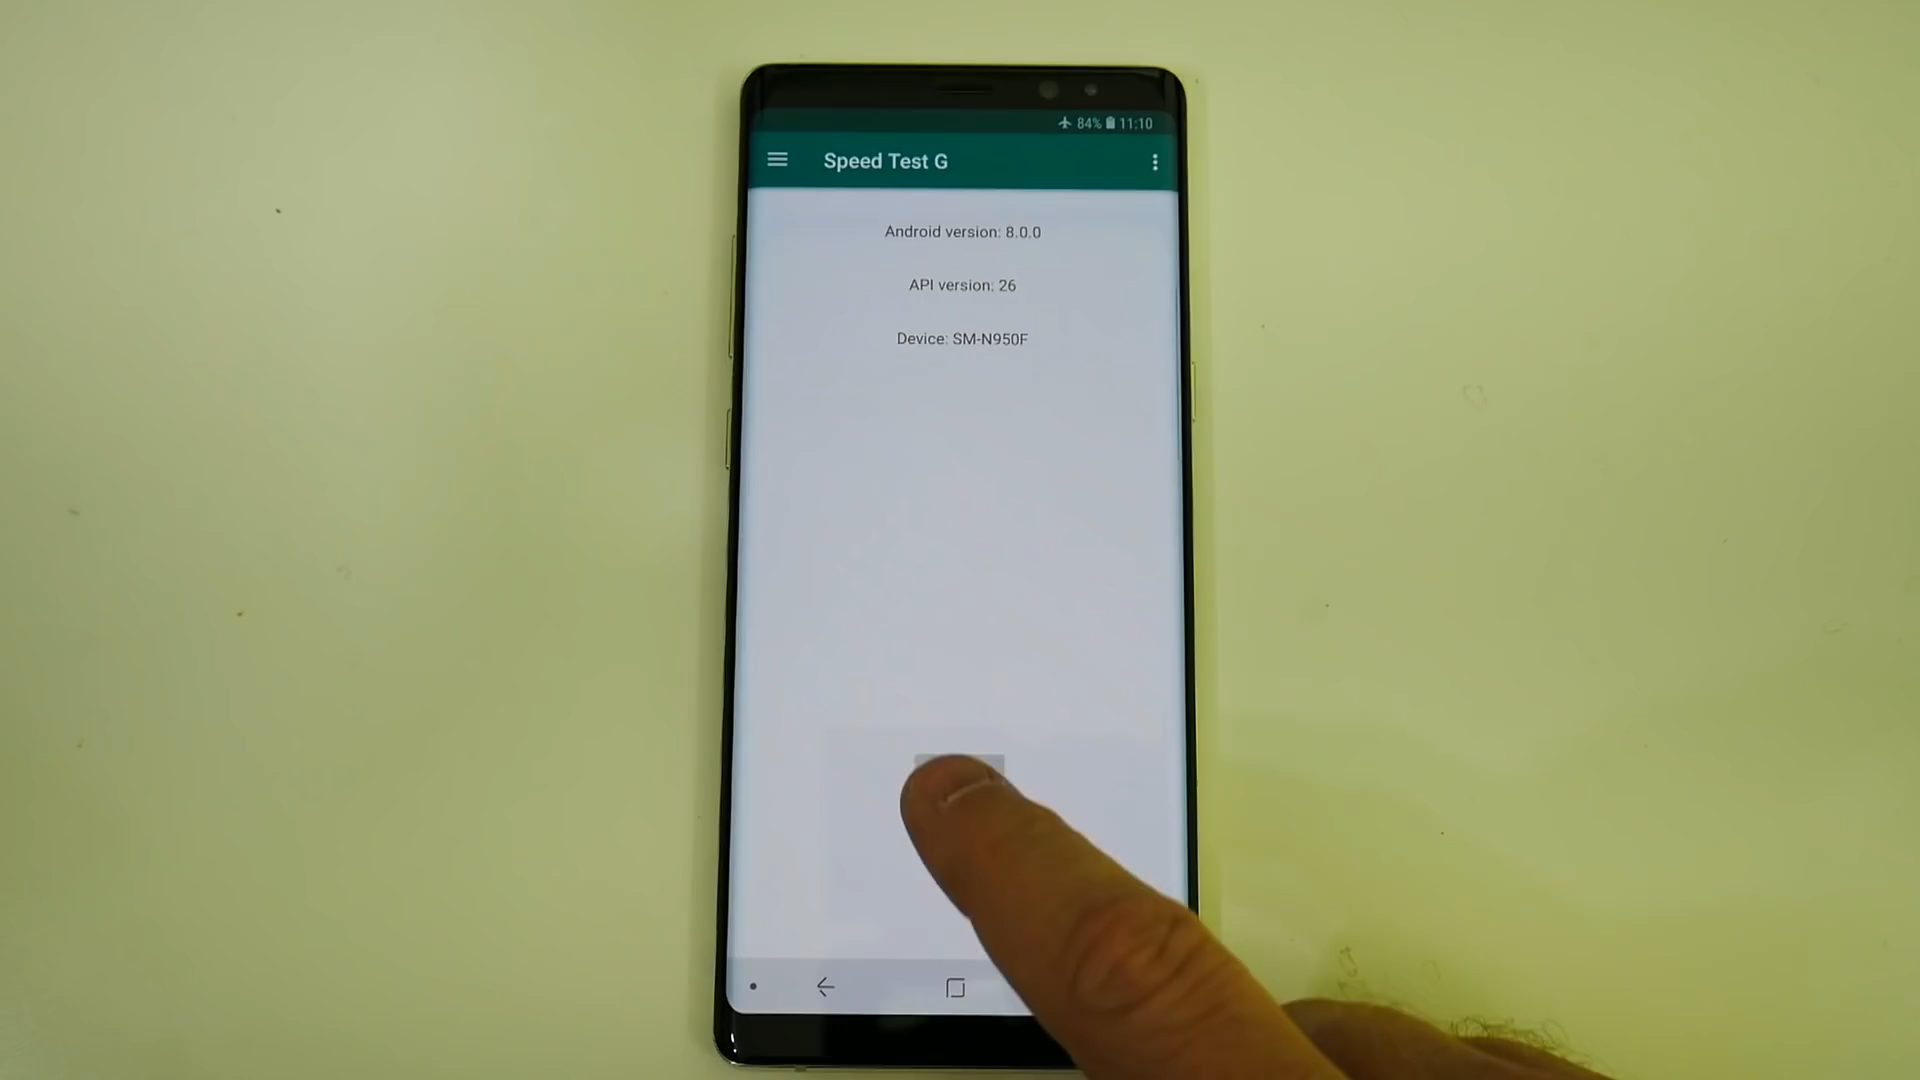 84% 11:10
Speed Test G
Android version: 8.0.0
API version: 26
Device: SM-N950F